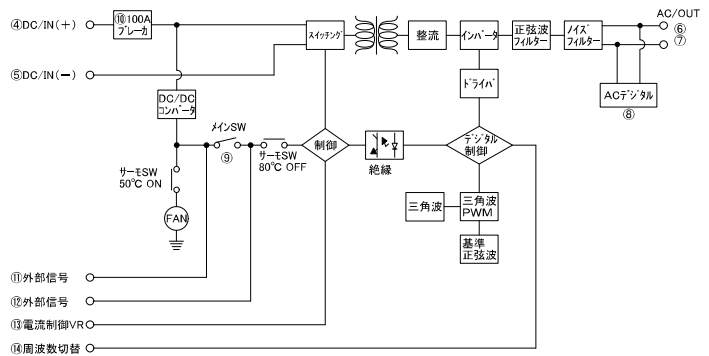 AC/OUT
④DC/IN(+)
⑩100A
ブレーカ
スイッチング
整流
インバータ
正弦波
フィルター
ノイズ
フィルター
⑥
⑦
⑤DC/IN(−)
DC/DC
コンバータ
ドライバ
ACデジタル
⑧
メインSW
⑨
サーモSW
80℃ OFF
制御
絶縁
デジタル
制御
サーモSW
50℃ ON
FAN
三角波
三角波
PWM
基準
正弦波
⑪外部信号
⑫外部信号
⑬電流制御VR
⑭周波数切替